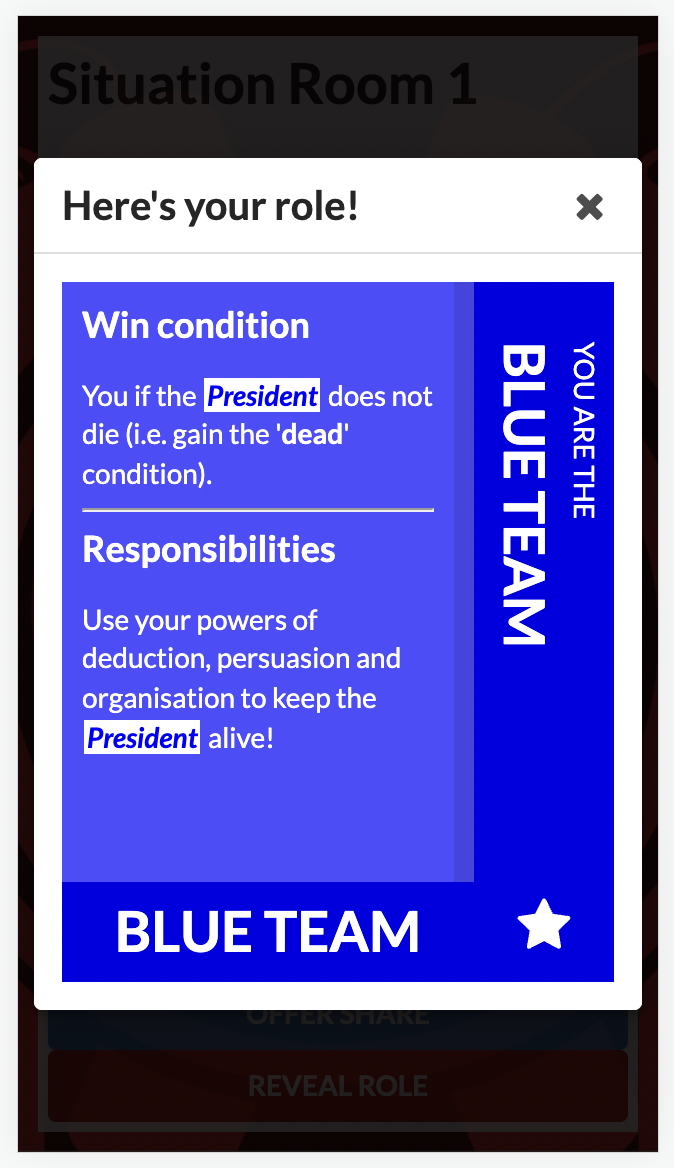 Situation Room 1
Here's your role!
Win condition
You if the President does not
die (i.e. gain the 'dead'
condition).
Responsibilities
Use your powers of
deduction, persuasion and
organisation to keep the
President alive!
YOU ARE THE
BLUE TEAM
BLUE TEAM
OFFER SHARE
REVEAL ROLE